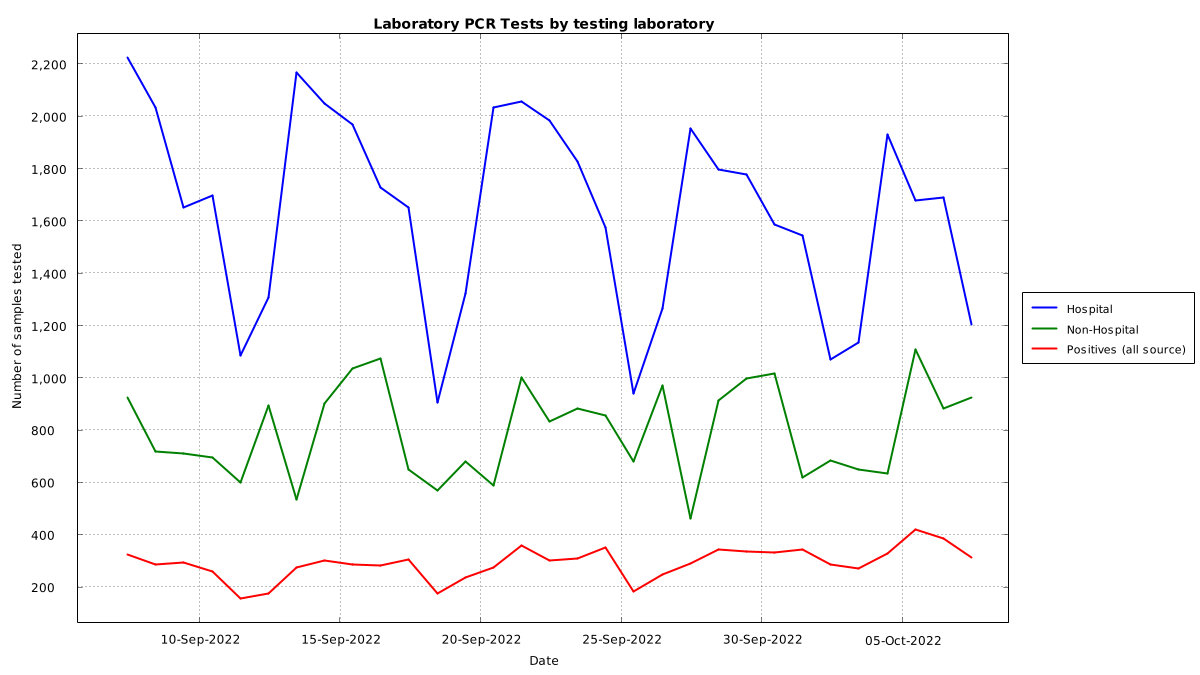 Laboratory PCR Tests by testing laboratory
2,200
2,000
1,800
1,600
1,400
1,200
1,000
800
600
400
200
Number of samples tested
10-Sep-2022
15-Sep-2022
20-Sep-2022
25-Sep-2022
30-Sep-2022
05-Oct-2022
Date
Hospital
Non-Hospital
Positives (all source)